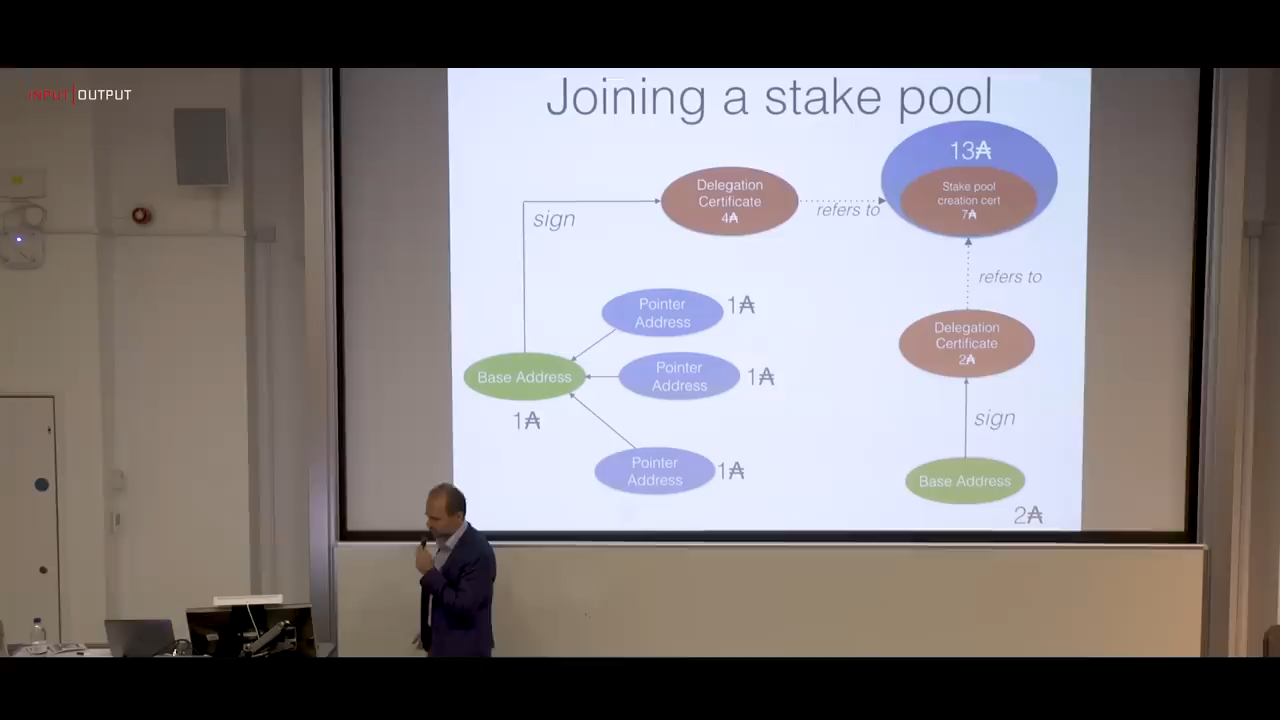 INPUT|OUTPUT
Joining a stake pool
13₳
Stake pool
creation cert
7₳
Delegation
Certificate
4₳
refers to
sign
refers to
Pointer
Address
1₳
Delegation
Certificate
2₳
Base Address
1₳
Pointer
Address
1₳
sign
Pointer
Address
1₳
Base Address
2₳